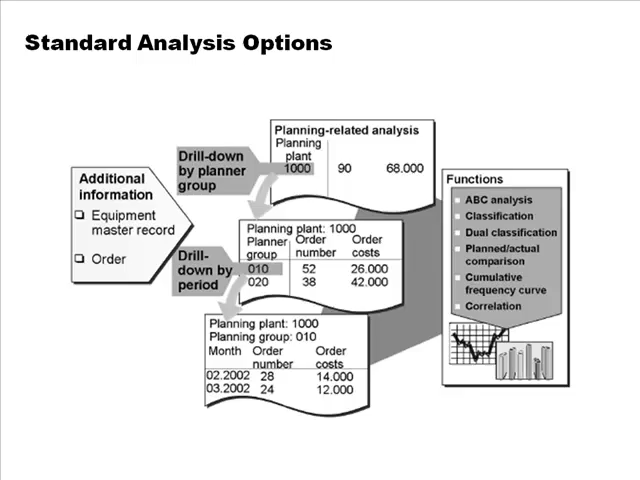 Standard Analysis Options
Planning-related analysis
Planning
plant
1000 90 68.000
Drill-down
by planner
group
Additional
information
❑ Equipment
master record
❑ Order
Planning plant: 1000
Planner Order Order
group number costs
010 52 26.000
020 38 42.000
Drill-
down by
period
Planning plant: 1000
Planning group: 010
Month Order Order
number costs
02.2002 28 14.000
03.2002 24 12.000
Functions
ABC analysis
Classification
Dual classification
Planned/actual
comparison
Cumulative
frequency curve
Correlation